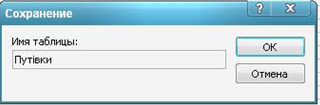 Сохранение
Имя таблицы:
Путівки
ОК
Отмена